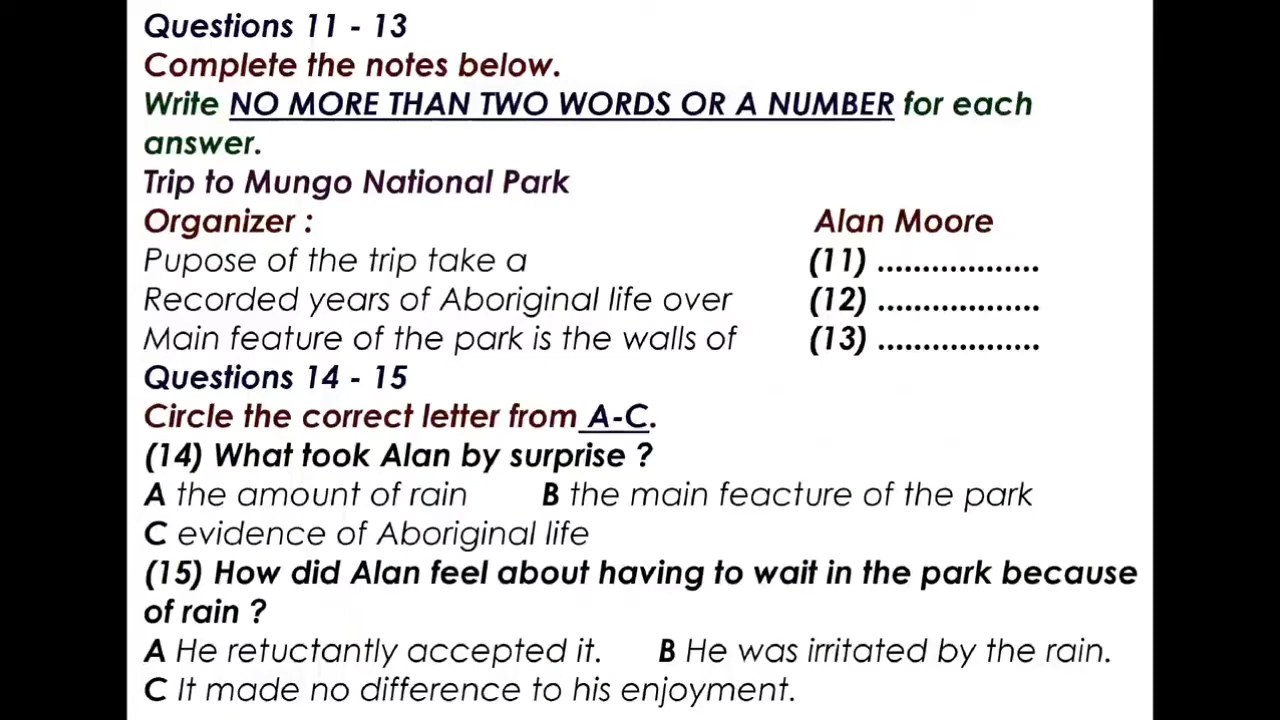 Questions 11 - 13
Complete the notes below.
Write NO MORE THAN TWO WORDS OR A NUMBER for each
answer.
Trip to Mungo National Park
Organizer : Alan Moore
Pupose of the trip take a (11) ..................
Recorded years of Aboriginal life over (12) ..................
Main feature of the park is the walls of (13) ..................
Questions 14 - 15
Circle the correct letter from A-C.
(14) What took Alan by surprise ?
A the amount of rain B the main feacture of the park
C evidence of Aboriginal life
(15) How did Alan feel about having to wait in the park because
of rain ?
A He retuctantly accepted it. B He was irritated by the rain.
C It made no difference to his enjoyment.